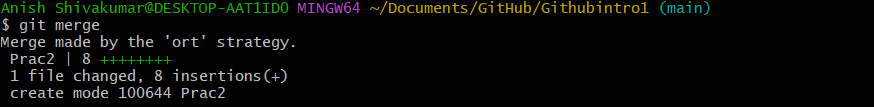 Anish Shivakumar@DESKTOP-AAT1ID0 MINGW64 ~/Documents/GitHub/Githubintro1 (main)
$ git merge
Merge made by the 'ort' strategy.
 Prac2 | 8 ++++++++
 1 file changed, 8 insertions(+)
 create mode 100644 Prac2